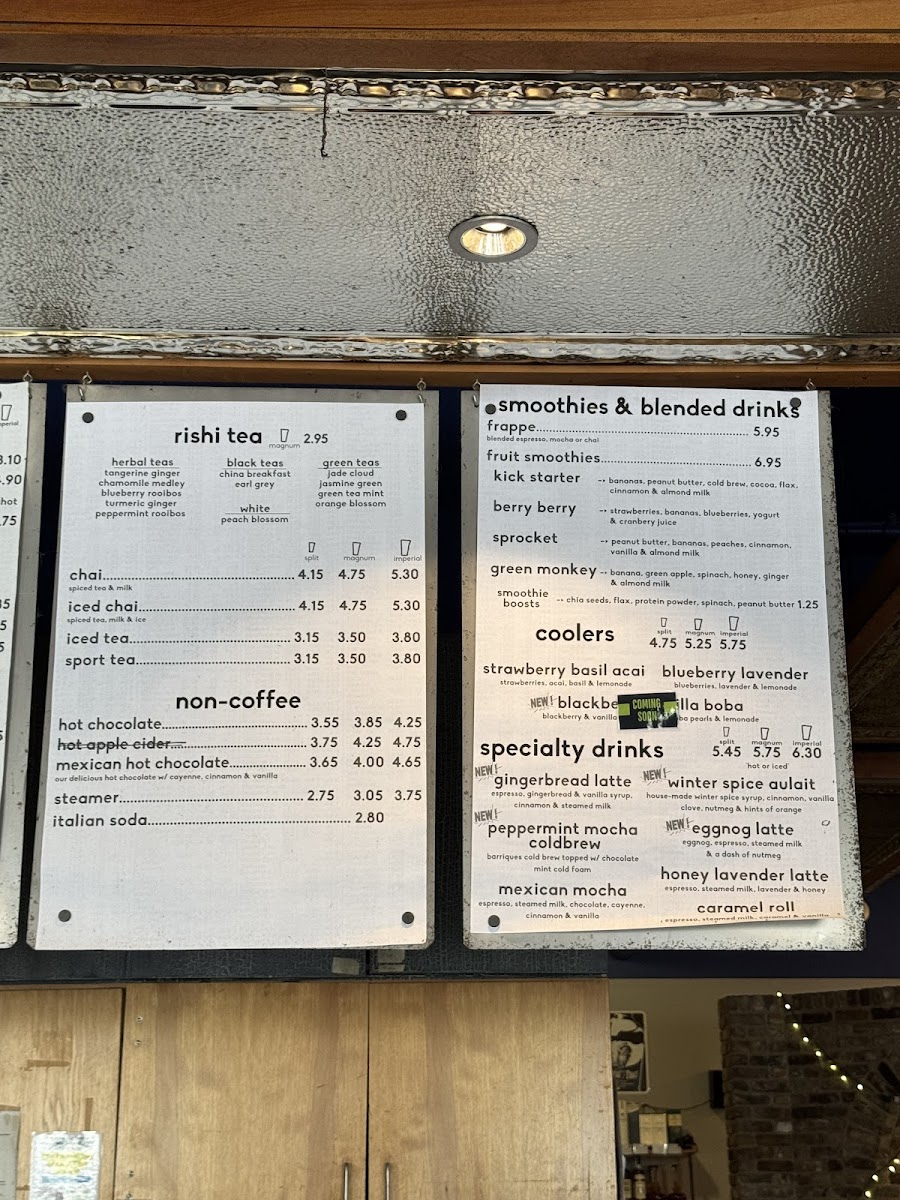 perial
3.10
.90
hot
.75
rishi tea magnum 2.95
herbal teas
tangerine ginger
chamomile medley
blueberry rooibos
turmeric ginger
peppermint rooibos
black teas
china breakfast
earl grey
white
peach blossom
green teas
jade cloud
jasmine green
green tea mint
orange blossom
split magnum imperial
chai 4.15 4.75 5.30
spiced tea & milk
iced chai 4.15 4.75 5.30
spiced tea, milk & ice
iced tea 3.15 3.50 3.80
sport tea 3.15 3.50 3.80
non-coffee
hot chocolate 3.55 3.85 4.25
hot apple cider 3.75 4.25 4.75
mexican hot chocolate 3.65 4.00 4.65
our delicious hot chocolate w/ cayenne, cinnamon & vanilla
steamer 2.75 3.05 3.75
italian soda 2.80
smoothies & blended drinks
frappe 5.95
blended espresso, mocha or chai
fruit smoothies 6.95
kick starter -• bananas, peanut butter, cold brew, cocoa, flax,
cinnamon & almond milk
berry berry -• strawberries, bananas, blueberries, yogurt
& cranbery juice
sprocket -• peanut butter, bananas, peaches, cinnamon,
vanilla & almond milk
green monkey -• banana, green apple, spinach, honey, ginger
& almond milk
smoothie
boosts -• chia seeds, flax, protein powder, spinach, peanut butter 1.25
coolers
split magnum imperial
4.75 5.25 5.75
strawberry basil acai
strawberries, acai, basil & lemonade
blueberry lavender
blueberries, lavender & lemonade
NEW! blackbe COMING SOON illa boba
blackberry & vanilla ba pearls & lemonade
specialty drinks
split magnum imperial
5.45 5.75 6.30
hot or iced
NEW! gingerbread latte
espresso, gingerbread & vanilla syrup,
cinnamon & steamed milk
NEW! winter spice aulait
house-made winter spice syrup, cinnamon, vanilla
clove, nutmeg & hints of orange
NEW!
peppermint mocha
coldbrew
barriques cold brew topped w/ chocolate
mint cold foam
NEW! eggnog latte
eggnog, espresso, steamed milk
& a dash of nutmeg
mexican mocha
espresso, steamed milk, chocolate, cayenne,
cinnamon & vanilla
honey lavender latte
espresso, steamed milk, lavender & honey
caramel roll
espresso, steamed milk, caramel & vanilla